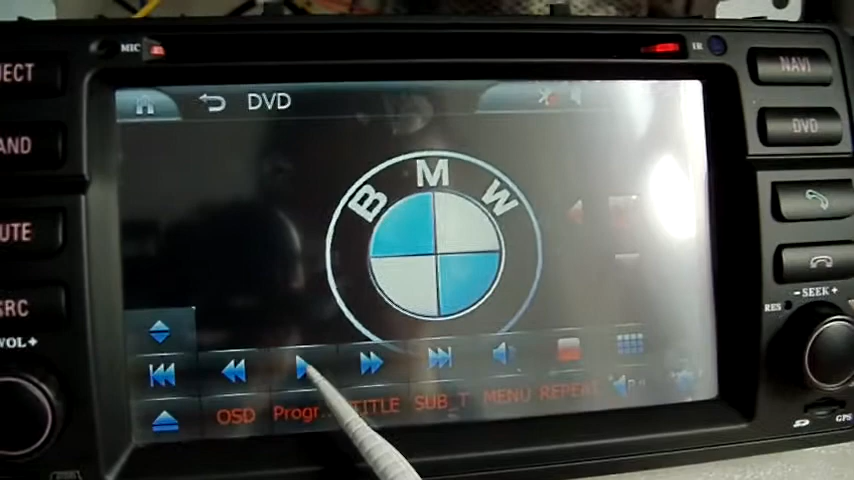 MIC
IR
JECT
NAVI
DVD
DVD
AND
BMW
UTE
SRC
- SEEK +
RES
VOL +
OSD Progr... TITLE SUB T MENU REPEAT
GPS